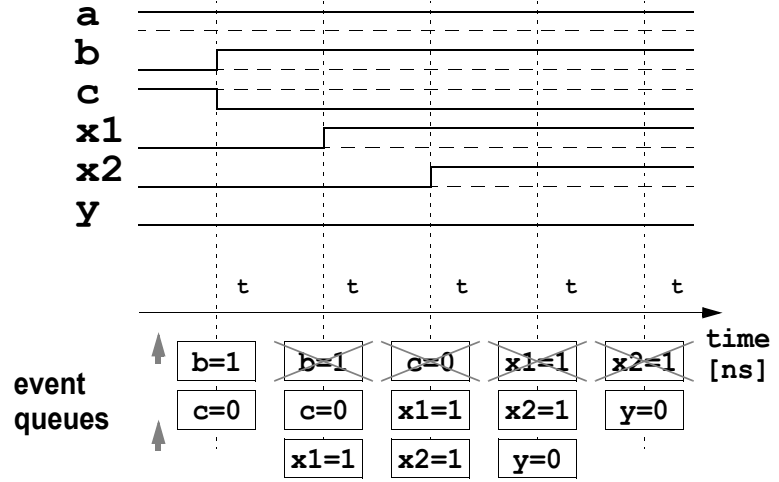 a
b
c
x1
x2
y
t t t t t
time
[ns]
b=1 b=1 c=0 x1=1 x2=1
event
queues
c=0 c=0 x1=1 x2=1 y=0
x1=1 x2=1 y=0